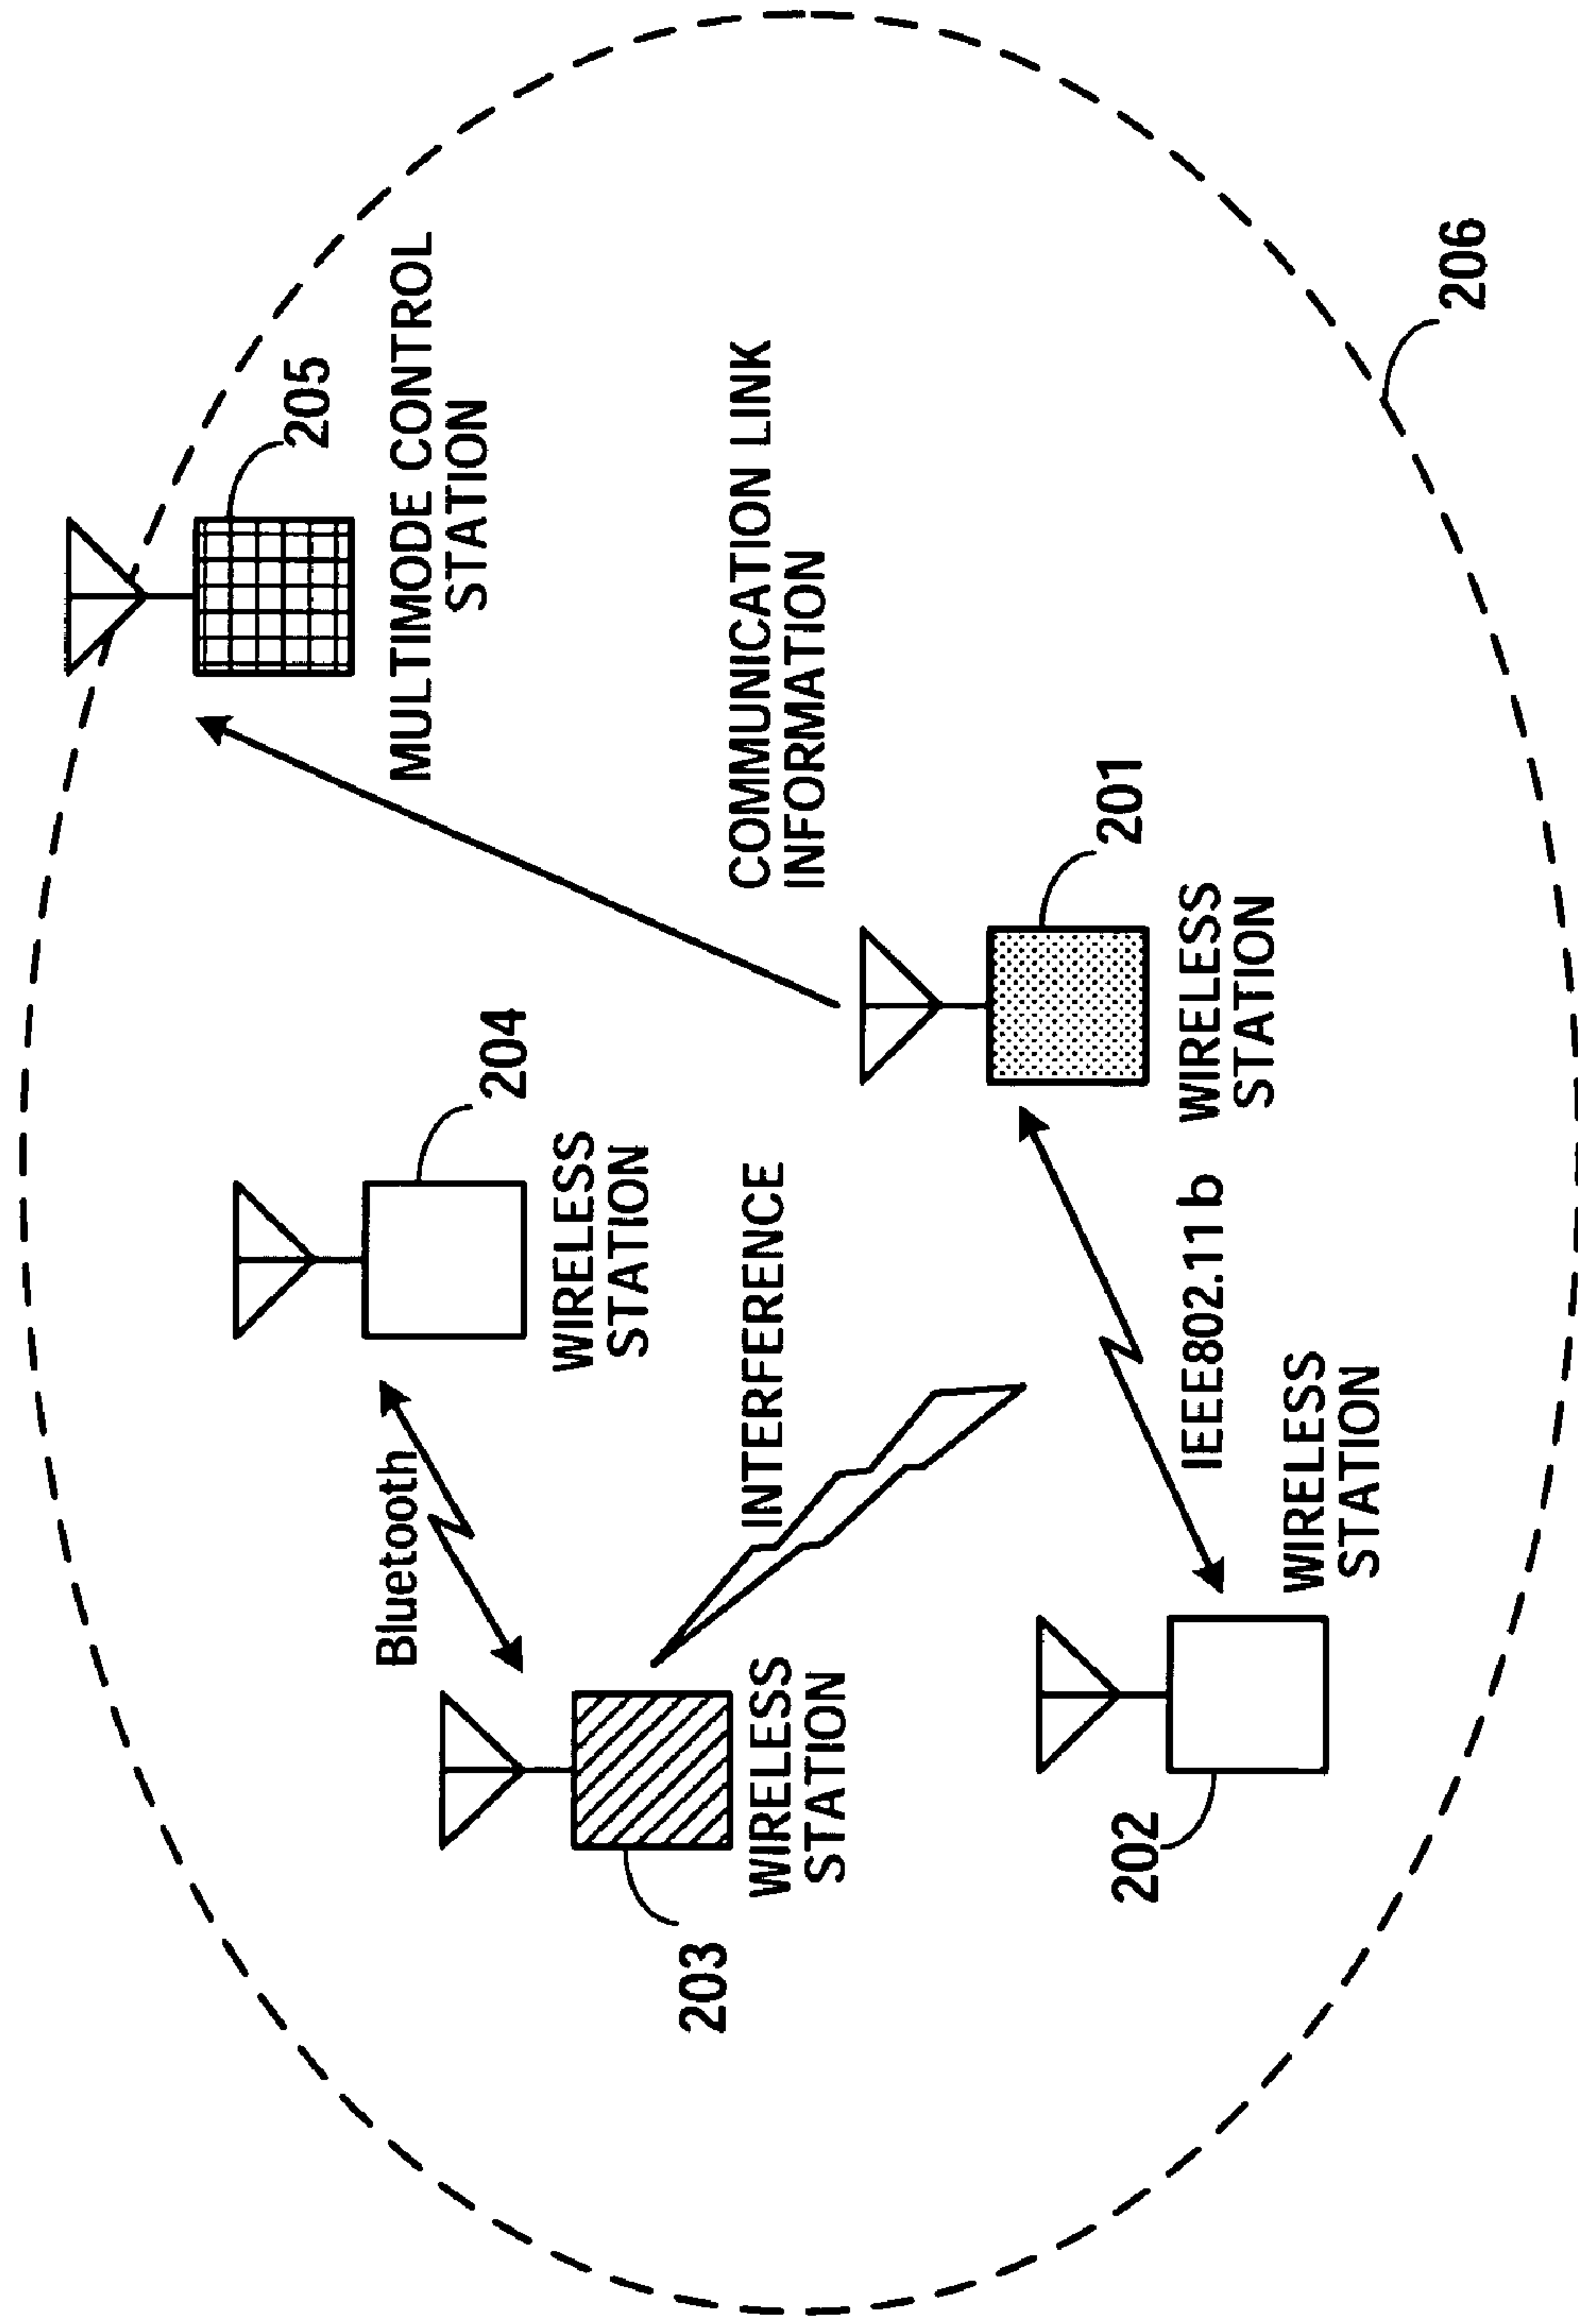 205
MULTIMODE CONTROL
STATION
204
WIRELESS
STATION
Bluetooth
203
WIRELESS
STATION
INTERFERENCE
COMMUNICATION LINK
INFORMATION
201
WIRELESS
STATION
IEEE802.11 b
202
WIRELESS
STATION
206